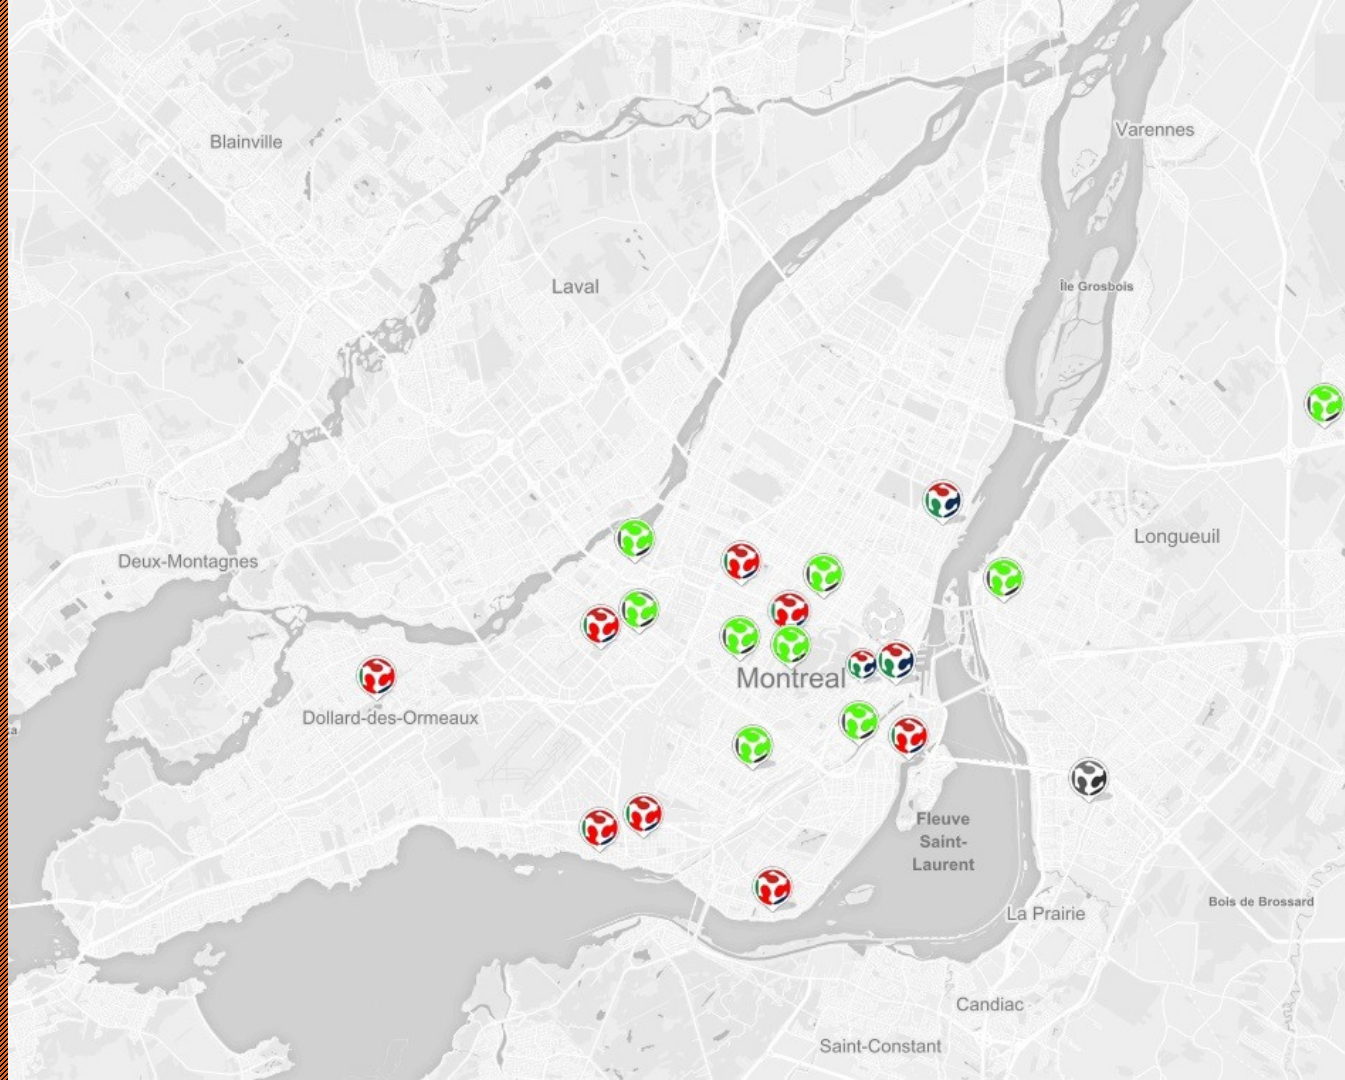 Varennes
Blainville
Laval
Île Grosbois
Longueuil
Deux-Montagnes
Montreal
Dollard-des-Ormeaux
Fleuve
Saint-
Laurent
Bois de Brossard
La Prairie
Candiac
Saint-Constant